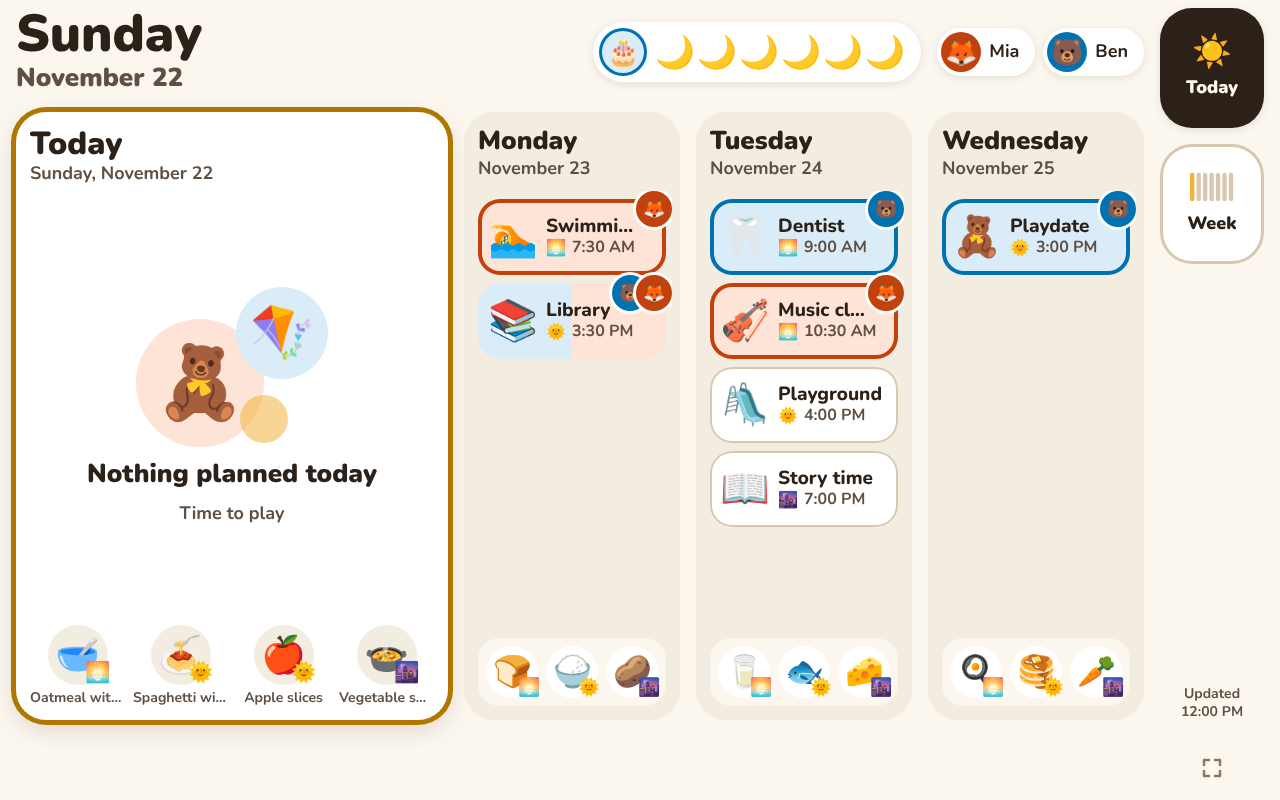 Sunday
November 22
Mia
Ben
Today
Week
Today
Sunday, November 22
Nothing planned today
Time to play
Oatmeal wit...
Spaghetti wi...
Apple slices
Vegetable s...
Monday
November 23
Swimmi...
7:30 AM
Library
3:30 PM
Tuesday
November 24
Dentist
9:00 AM
Music cl...
10:30 AM
Playground
4:00 PM
Story time
7:00 PM
Wednesday
November 25
Playdate
3:00 PM
Updated
12:00 PM